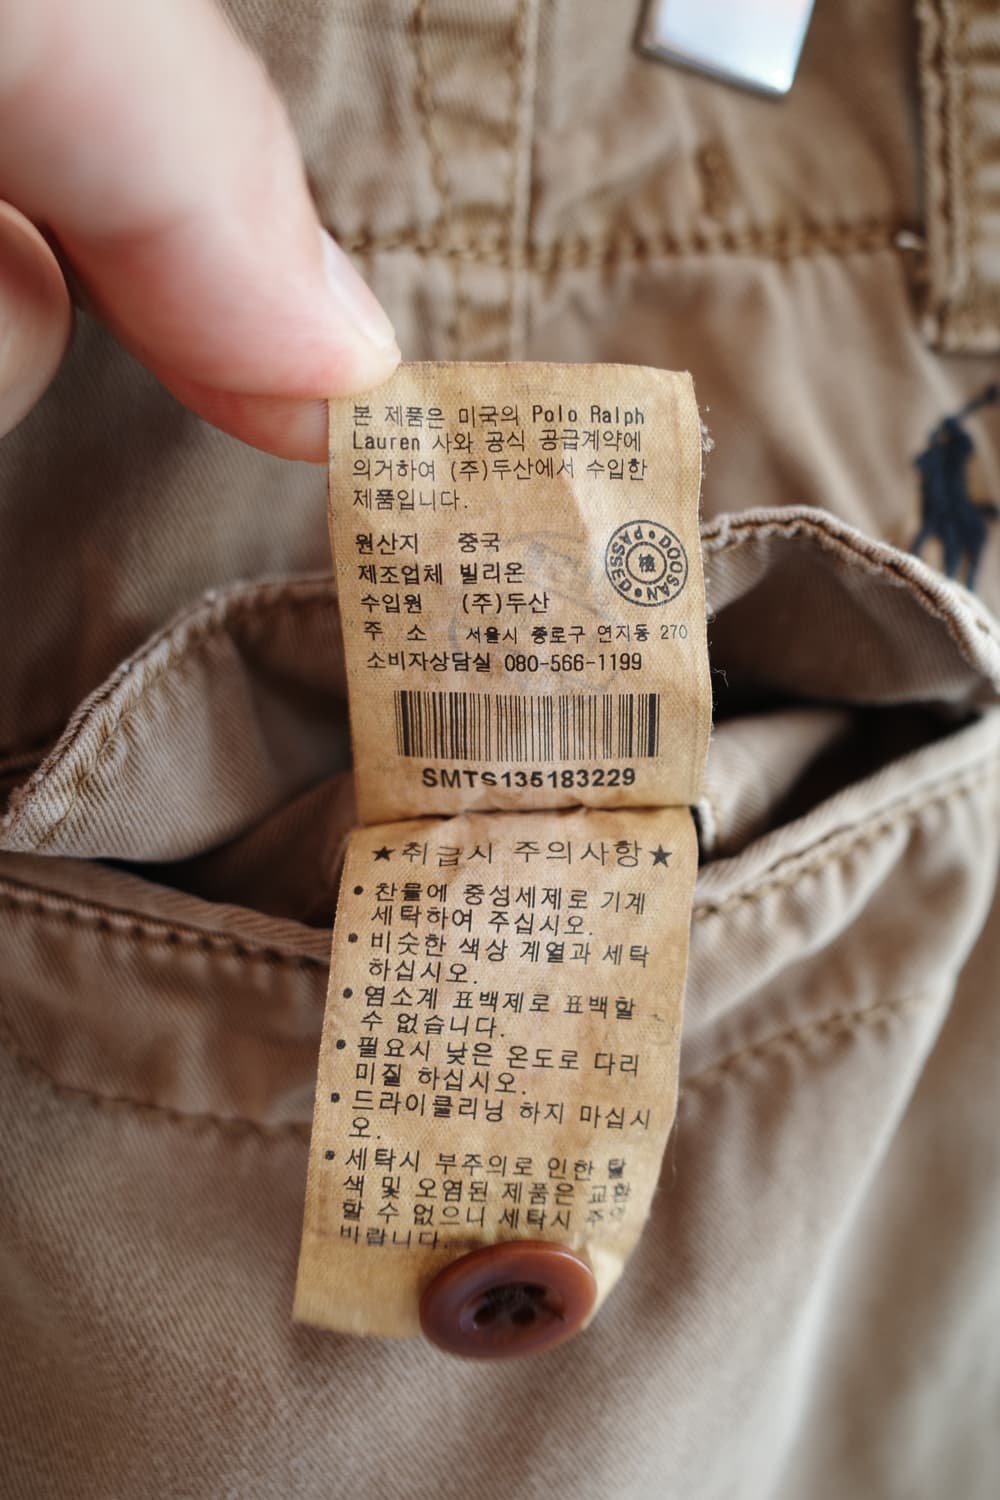 본 제품은 미국의 Polo Ralph
Lauren 사와 공식 공급계약에
의거하여 (주)두산에서 수입한
제품입니다.
원산지 중국
제조업체 빌리온
수입원 (주)두산
주 소 서울시 종로구 연지동 270
소비자상담실 080-566-1199
DOOSAN PASSED
檢
SMTS135183229
★취급시 주의사항★
• 찬물에 중성세제로 기계
세탁하여 주십시오.
• 비슷한 색상 계열과 세탁
하십시오.
• 염소계 표백제로 표백할
수 없습니다.
• 필요시 낮은 온도로 다리
미질 하십시오.
• 드라이클리닝 하지 마십시
오.
• 세탁시 부주의로 인한 탈
색 및 오염된 제품은 교환
할 수 없으니 세탁시 주의
바랍니다.